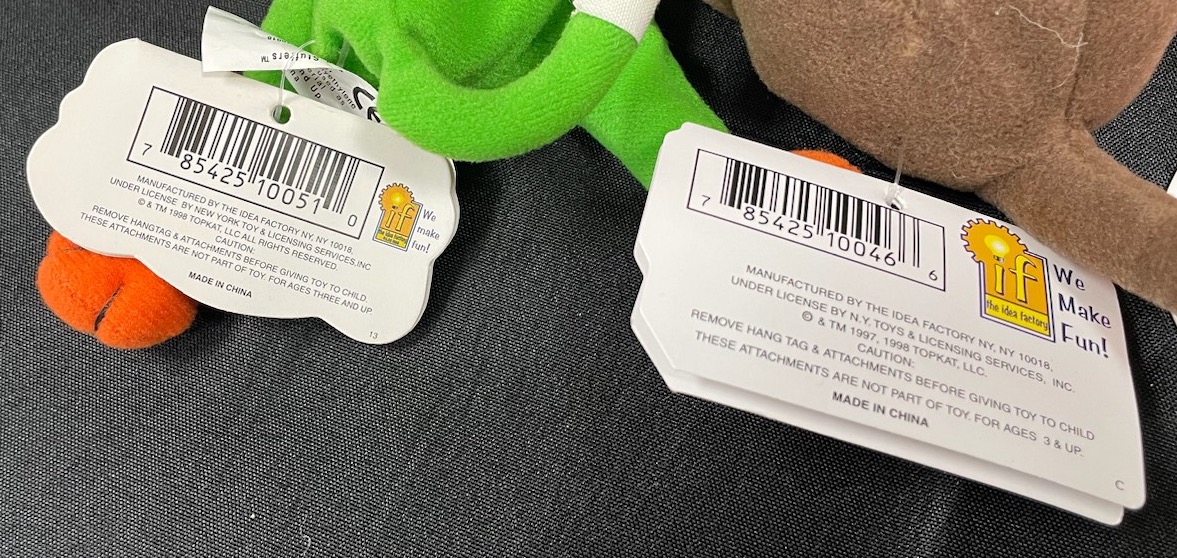 Stuffers™
7 85425 10051 0
MANUFACTURED BY THE IDEA FACTORY NY, NY 10018,
UNDER LICENSE BY NEW YORK TOY & LICENSING SERVICES,INC
© & TM 1998 TOPKAT, LLC ALL RIGHTS RESERVED.
CAUTION:
REMOVE HANGTAG & ATTACHMENTS BEFORE GIVING TOY TO CHILD.
THESE ATTACHMENTS ARE NOT PART OF TOY. FOR AGES THREE AND UP
MADE IN CHINA
13
if
the idea factory
We
make
fun!
7 85425 10046 6
MANUFACTURED BY THE IDEA FACTORY NY, NY 10018,
UNDER LICENSE BY N.Y. TOYS & LICENSING SERVICES, INC.
© & TM 1997, 1998 TOPKAT, LLC.
CAUTION:
REMOVE HANG TAG & ATTACHMENTS BEFORE GIVING TOY TO CHILD
THESE ATTACHMENTS ARE NOT PART OF TOY. FOR AGES 3 & UP.
MADE IN CHINA
C
if
the idea factory
We
Make
Fun!